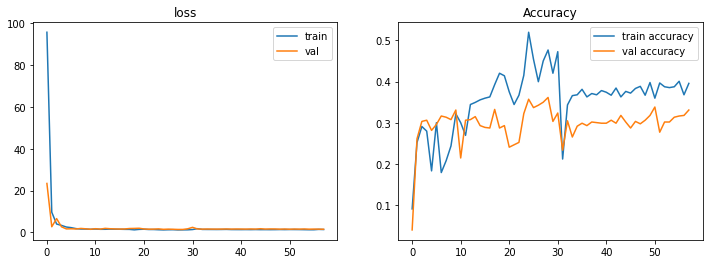 loss
100
80
60
40
20
0
0 10 20 30 40 50
train
val
Accuracy
0.5
0.4
0.3
0.2
0.1
0 10 20 30 40 50
train accuracy
val accuracy